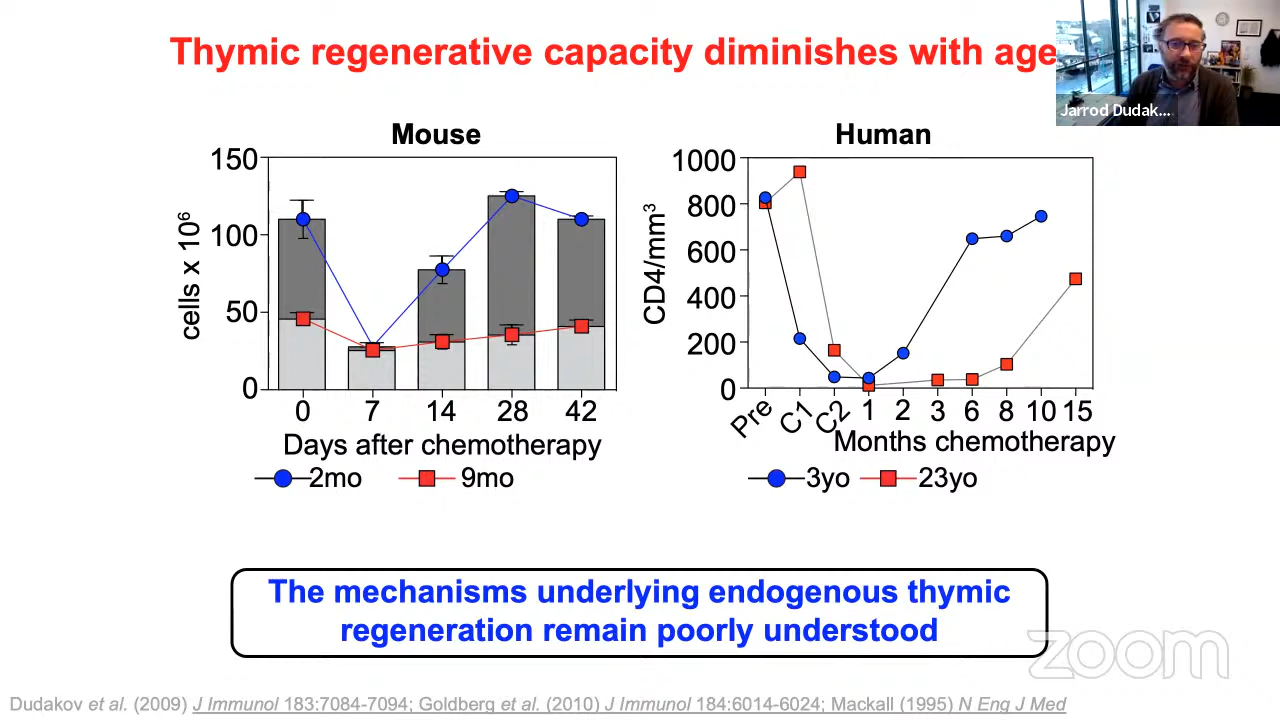 Thymic regenerative capacity diminishes with age
Jarrod Dudak...
Mouse
150
100
50
0
cells x 10⁶
0 7 14 28 42
Days after chemotherapy
2mo 9mo
Human
1000
800
600
400
200
0
CD4/mm³
Pre C1 C2 1 2 3 6 8 10 15
Months chemotherapy
3yo 23yo
The mechanisms underlying endogenous thymic
regeneration remain poorly understood
zoom
Dudakov et al. (2009) J Immunol 183:7084-7094; Goldberg et al. (2010) J Immunol 184:6014-6024; Mackall (1995) N Eng J Med